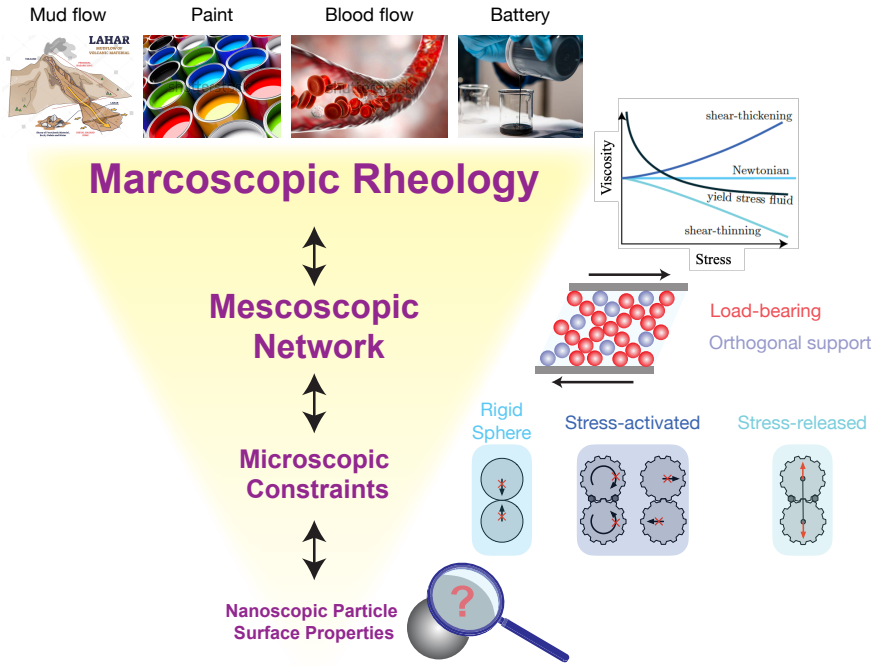 Mud flow
Paint
Blood flow
Battery
LAHAR
Marcoscopic Rheology
shear-thickening
Newtonian
yield stress fluid
shear-thinning
Viscosity
Stress
Mescoscopic
Network
Load-bearing
Orthogonal support
Rigid
Sphere
Stress-activated
Stress-released
Microscopic
Constraints
Nanoscopic Particle
Surface Properties
?